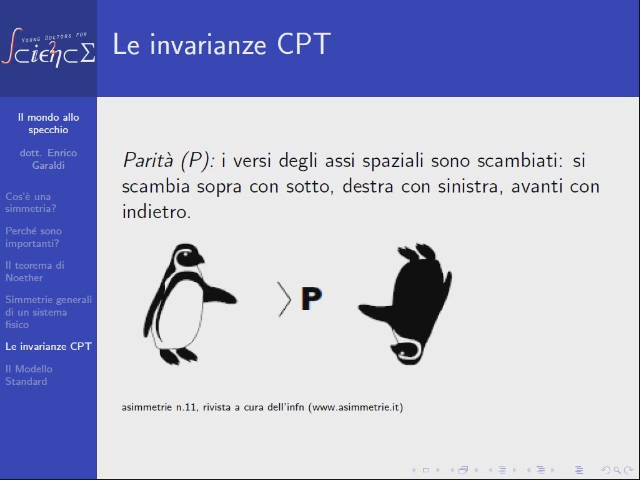 Young Doctors for
Le invarianze CPT
Il mondo allo
specchio
dott. Enrico
Garaldi
Cos'è una
simmetria?
Perché sono
importanti?
Il teorema di
Noether
Simmetrie generali
di un sistema
fisico
Le invarianze CPT
Il Modello
Standard
Parità (P): i versi degli assi spaziali sono scambiati: si
scambia sopra con sotto, destra con sinistra, avanti con
indietro.
P
asimmetrie n.11, rivista a cura dell'infn (www.asimmetrie.it)